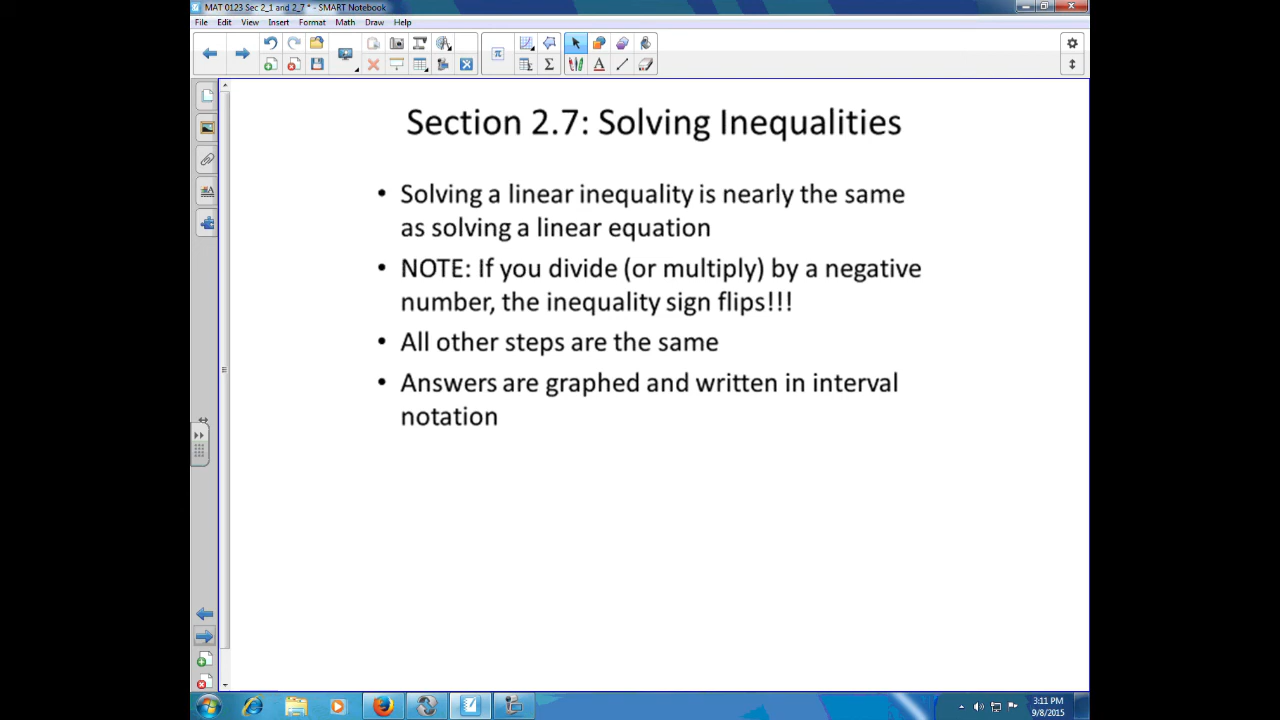 MAT 0123 Sec 2_1 and 2_7 * - SMART Notebook
File Edit View Insert Format Math Draw Help
Section 2.7: Solving Inequalities
• Solving a linear inequality is nearly the same
as solving a linear equation
• NOTE: If you divide (or multiply) by a negative
number, the inequality sign flips!!!
• All other steps are the same
• Answers are graphed and written in interval
notation
3:11 PM
9/8/2015